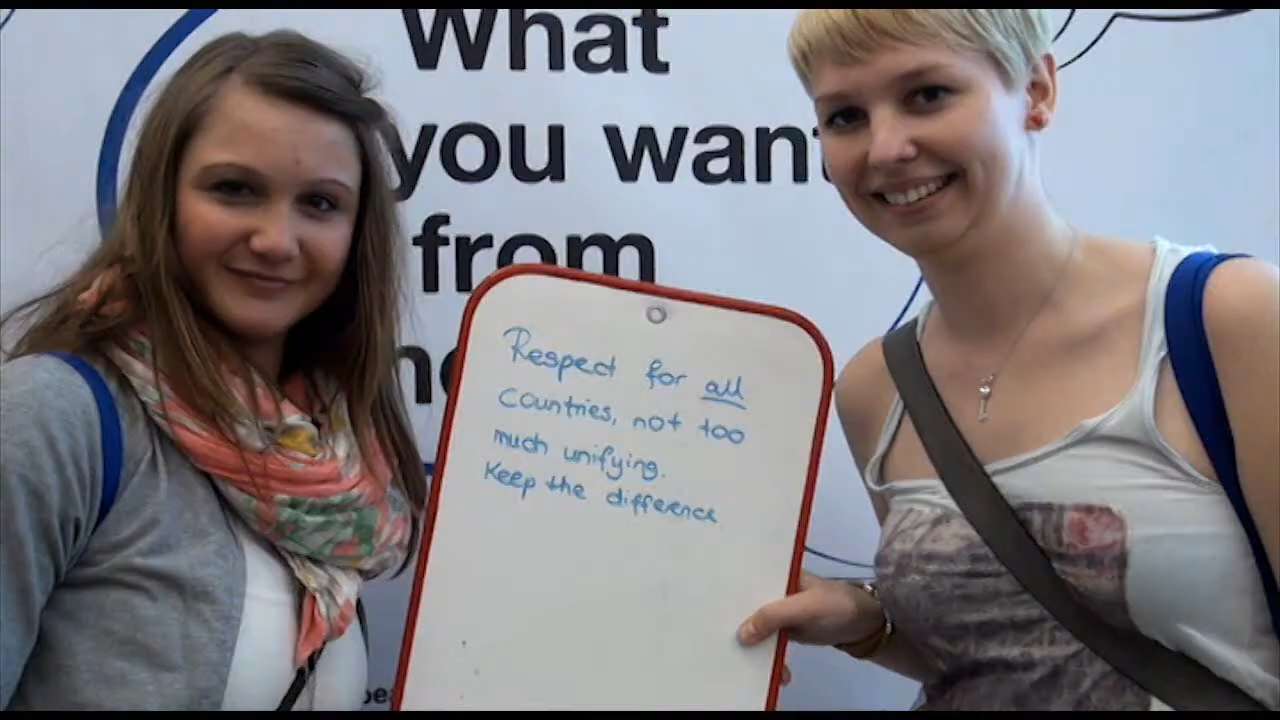 What
you want
from
Respect for all
countries, not too
much unifying.
Keep the difference